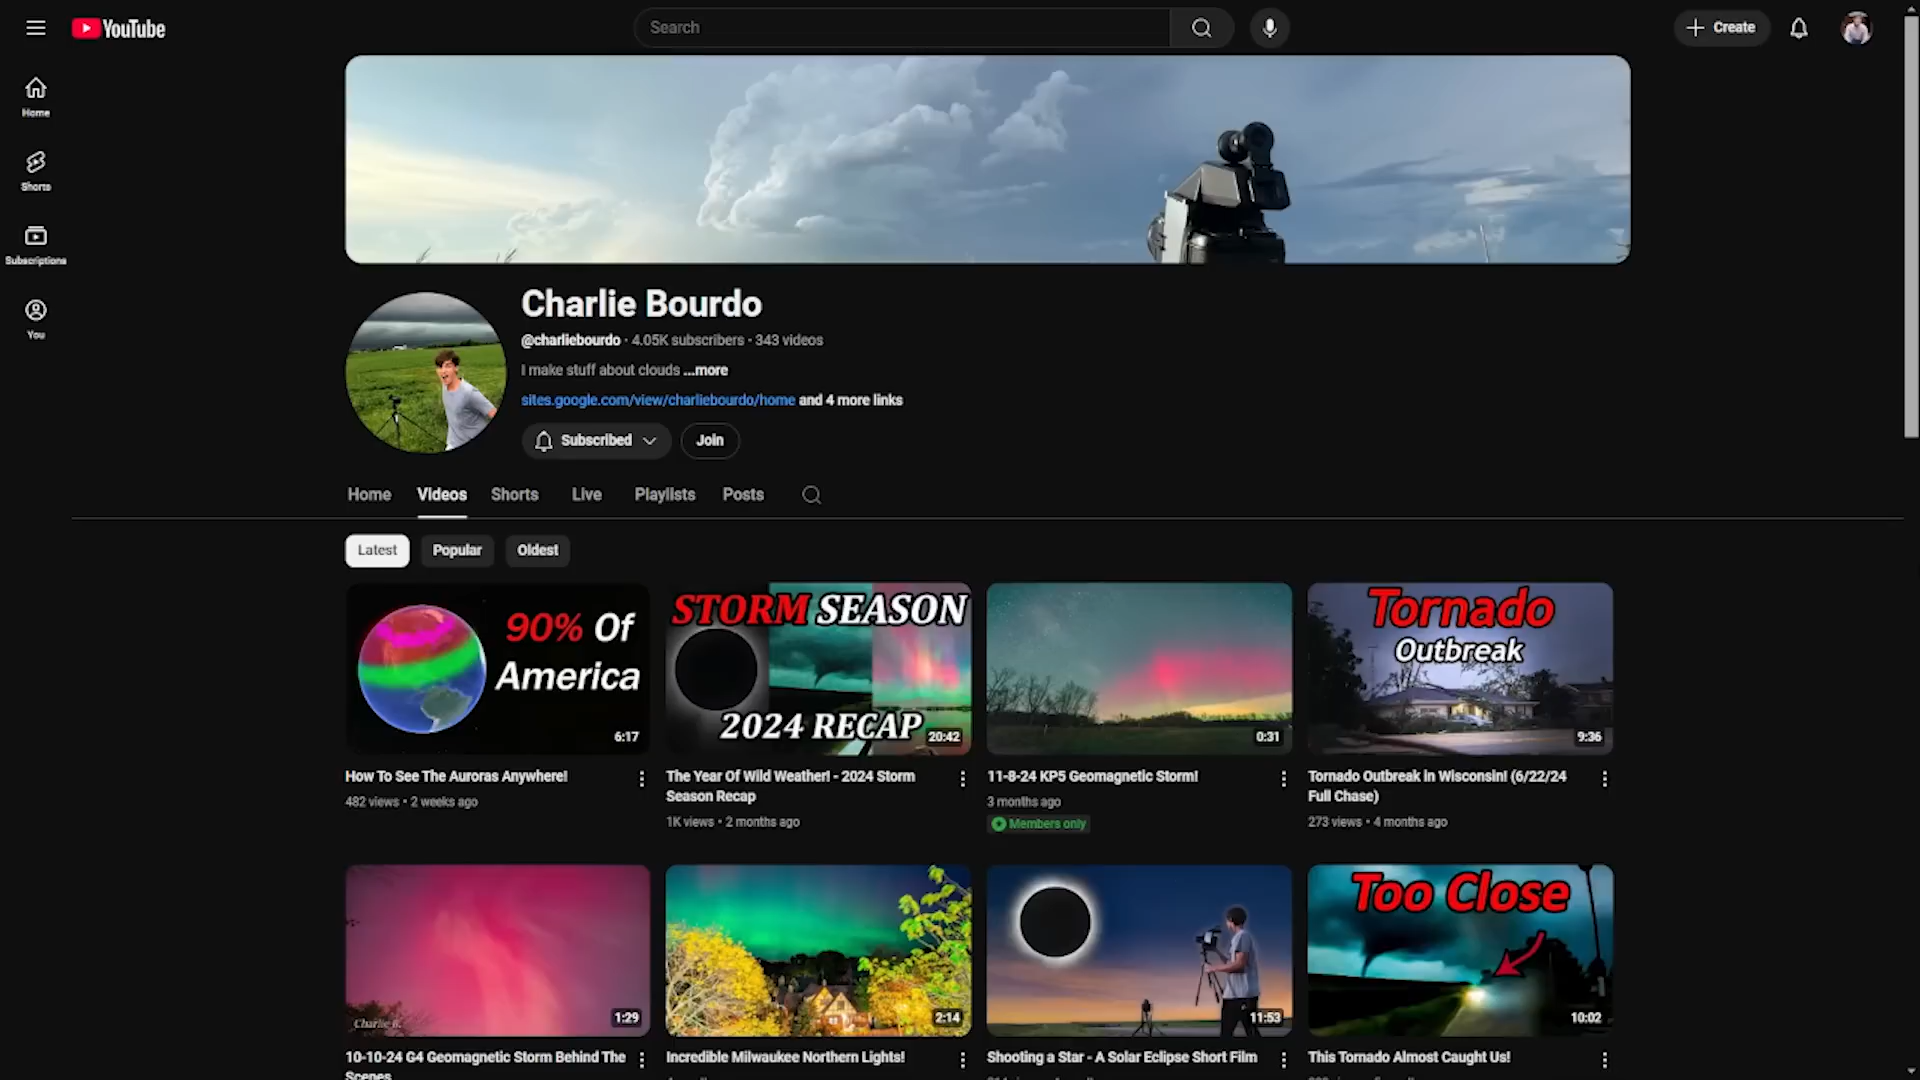 YouTube
Search
Create
Home
Shorts
Subscriptions
You
Charlie Bourdo
@charliebourdo · 4.05K subscribers · 343 videos
I make stuff about clouds ...more
sites.google.com/view/charliebourdo/home and 4 more links
Subscribed
Join
Home Videos Shorts Live Playlists Posts
Latest Popular Oldest
90% Of
America
6:17
STORM SEASON
2024 RECAP
20:42
0:31
Tornado
Outbreak
9:36
How To See The Auroras Anywhere!
482 views • 2 weeks ago
The Year Of Wild Weather! - 2024 Storm
Season Recap
1K views • 2 months ago
11-8-24 KP5 Geomagnetic Storm!
3 months ago
Members only
Tornado Outbreak in Wisconsin! (6/22/24
Full Chase)
273 views • 4 months ago
Charlie B.
1:29
2:14
11:53
Too Close
10:02
10-10-24 G4 Geomagnetic Storm Behind The
Scenes
Incredible Milwaukee Northern Lights!
Shooting a Star - A Solar Eclipse Short Film
This Tornado Almost Caught Us!